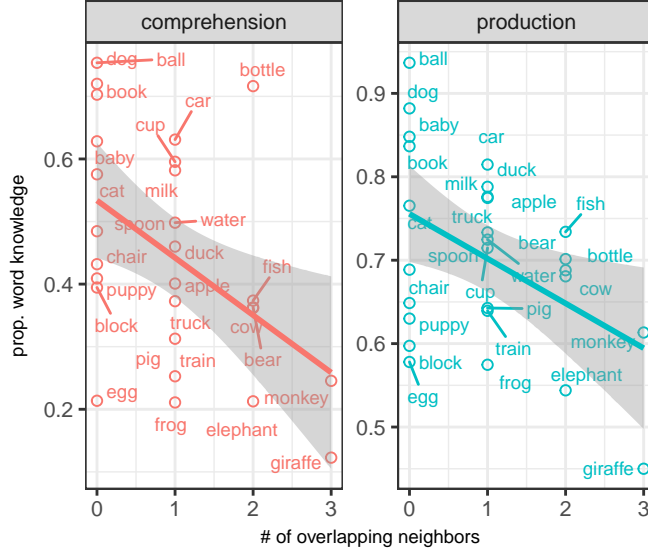 comprehension
production
prop. word knowledge
0.6
0.4
0.2
dog
ball
bottle
book
car
cup
baby
milk
cat
spoon
water
duck
chair
fish
apple
puppy
block
truck
cow
bear
pig
train
egg
monkey
frog
elephant
giraffe
0
1
2
3
0.9
0.8
0.7
0.6
0.5
ball
dog
baby
car
book
duck
milk
apple
fish
cat
truck
bear
spoon
bottle
water
chair
cup
cow
pig
puppy
monkey
train
block
elephant
egg
frog
giraffe
0
1
2
3
# of overlapping neighbors